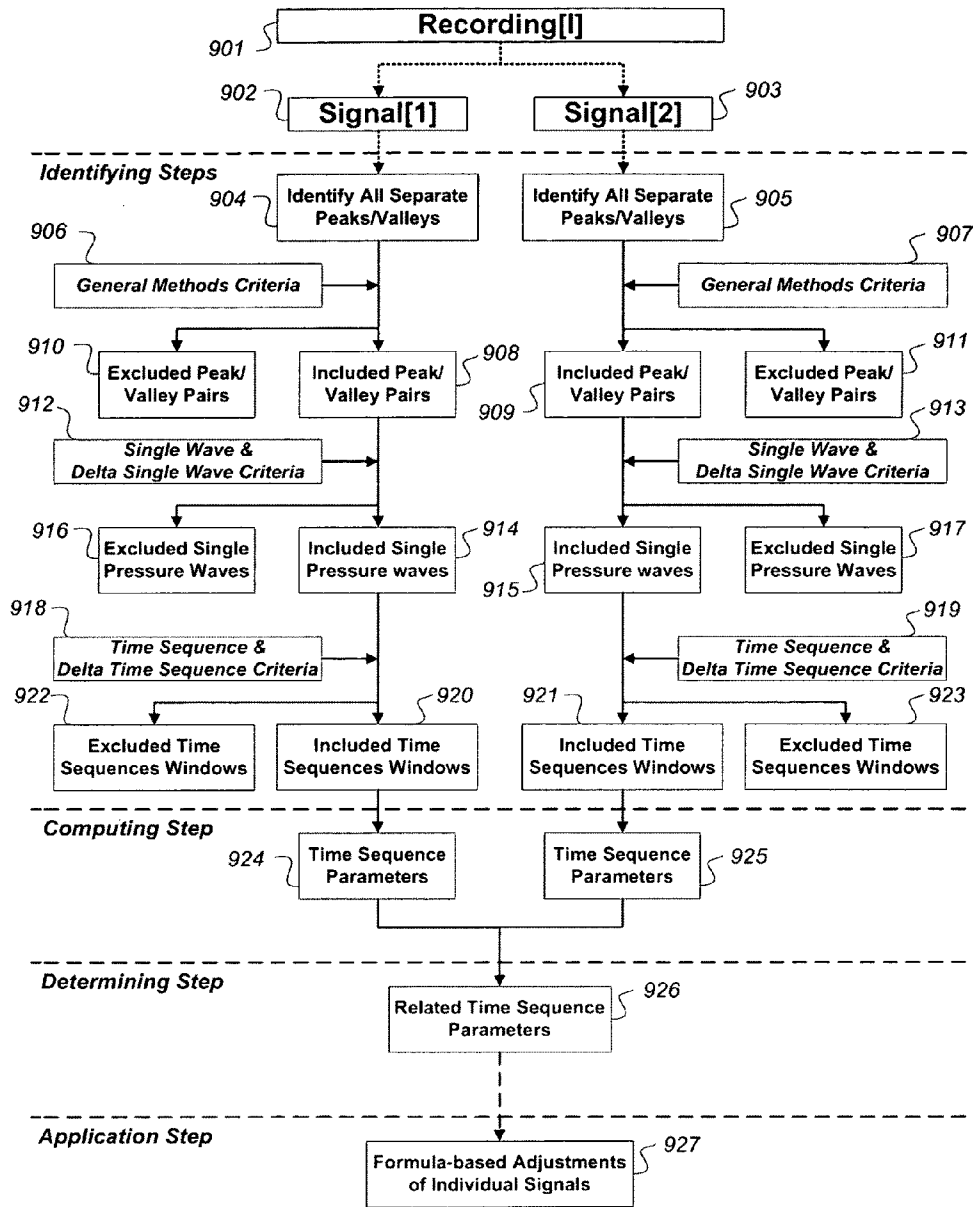 Recording[I]
901
902
903
Signal[1]
Signal[2]
Identifying Steps
904
Identify All Separate
Peaks/Valleys
Identify All Separate
Peaks/Valleys
905
906
907
General Methods Criteria
General Methods Criteria
910
908
911
Excluded Peak/
Valley Pairs
Included Peak/
Valley Pairs
Included Peak/
Valley Pairs
Excluded Peak/
Valley Pairs
909
912
913
Single Wave &
Delta Single Wave Criteria
Single Wave &
Delta Single Wave Criteria
916
914
917
Excluded Single
Pressure Waves
Included Single
Pressure waves
Included Single
Pressure waves
Excluded Single
Pressure Waves
915
918
919
Time Sequence &
Delta Time Sequence Criteria
Time Sequence &
Delta Time Sequence Criteria
922
920
921
923
Excluded Time
Sequences Windows
Included Time
Sequences Windows
Included Time
Sequences Windows
Excluded Time
Sequences Windows
Computing Step
924
Time Sequence
Parameters
Time Sequence
Parameters
925
Determining Step
926
Related Time Sequence
Parameters
Application Step
927
Formula-based Adjustments
of Individual Signals